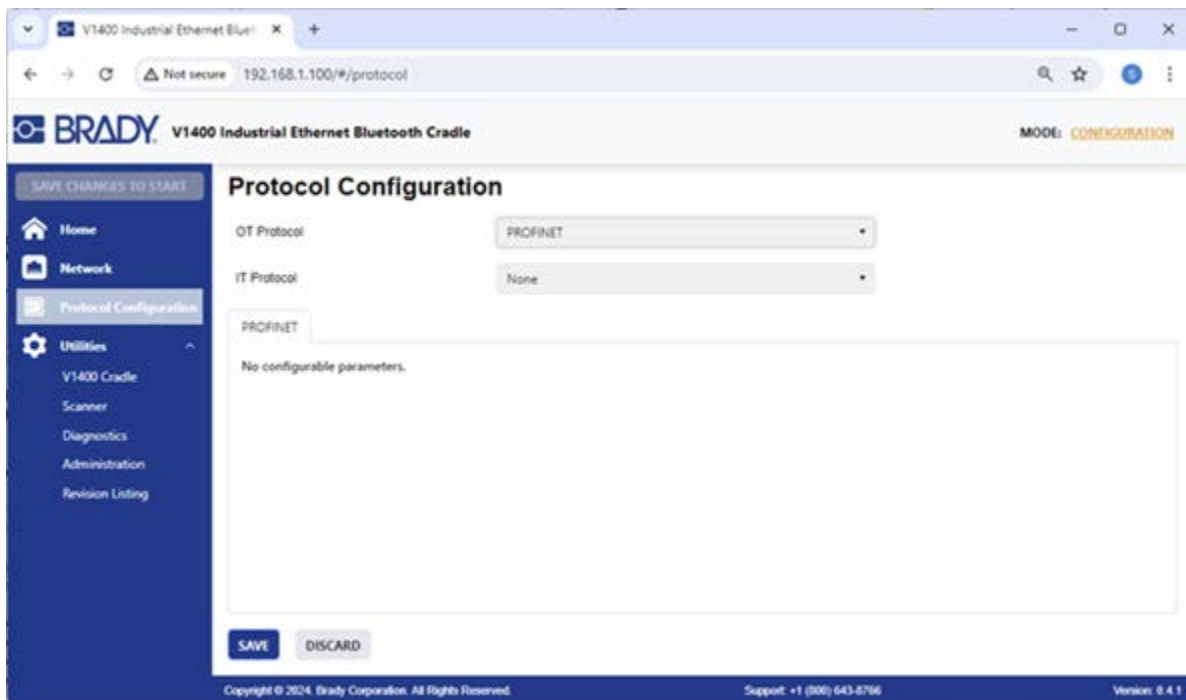 V1400 Industrial Ethernet Blueto
Not secure 192.168.1.100/#/protocol
BRADY V1400 Industrial Ethernet Bluetooth Cradle
MODE: CONFIGURATION
SAVE CHANGES TO START
Home
Network
Protocol Configuration
Utilities
V1400 Cradle
Scanner
Diagnostics
Administration
Revision Listing
Protocol Configuration
OT Protocol PROFINET
IT Protocol None
PROFINET
No configurable parameters.
SAVE DISCARD
Copyright © 2024. Brady Corporation. All Rights Reserved. Support: +1 (800) 643-8766 Version: 0.4.1